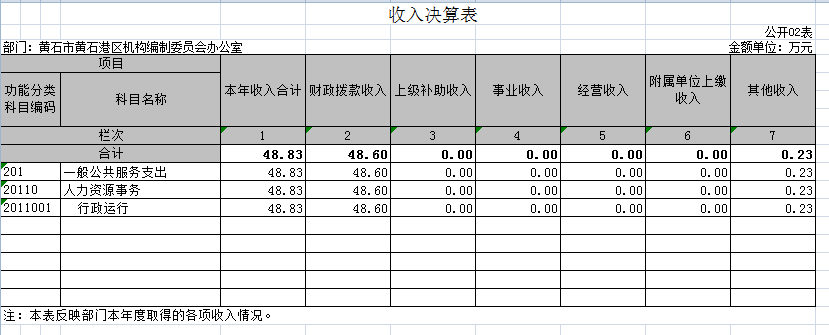 收入决算表
公开02表
部门：黄石市黄石港区机构编制委员会办公室 金额单位：万元
项目
功能分类科目编码 科目名称 本年收入合计 财政拨款收入 上级补助收入 事业收入 经营收入 附属单位上缴收入 其他收入
栏次 1 2 3 4 5 6 7
合计 48.83 48.60 0.00 0.00 0.00 0.00 0.23
201 一般公共服务支出 48.83 48.60 0.00 0.00 0.00 0.00 0.23
20110 人力资源事务 48.83 48.60 0.00 0.00 0.00 0.00 0.23
2011001 行政运行 48.83 48.60 0.00 0.00 0.00 0.00 0.23
注：本表反映部门本年度取得的各项收入情况。